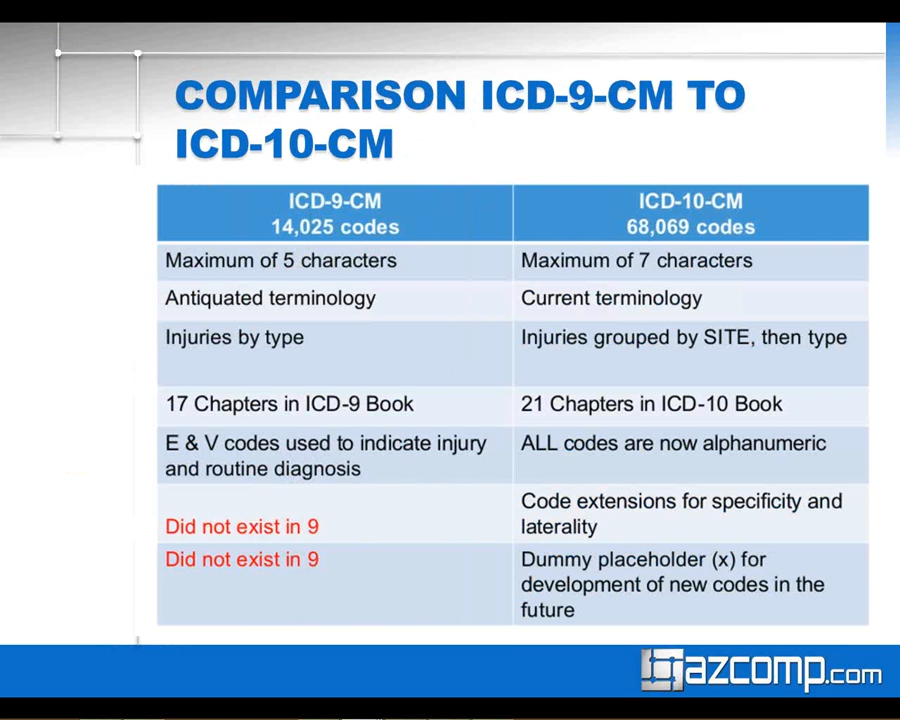 COMPARISON ICD-9-CM TO
ICD-10-CM
ICD-9-CM
14,025 codes
ICD-10-CM
68,069 codes
Maximum of 5 characters
Maximum of 7 characters
Antiquated terminology
Current terminology
Injuries by type
Injuries grouped by SITE, then type
17 Chapters in ICD-9 Book
21 Chapters in ICD-10 Book
E & V codes used to indicate injury
and routine diagnosis
ALL codes are now alphanumeric
Did not exist in 9
Code extensions for specificity and
laterality
Did not exist in 9
Dummy placeholder (x) for
development of new codes in the
future
azcomp.com